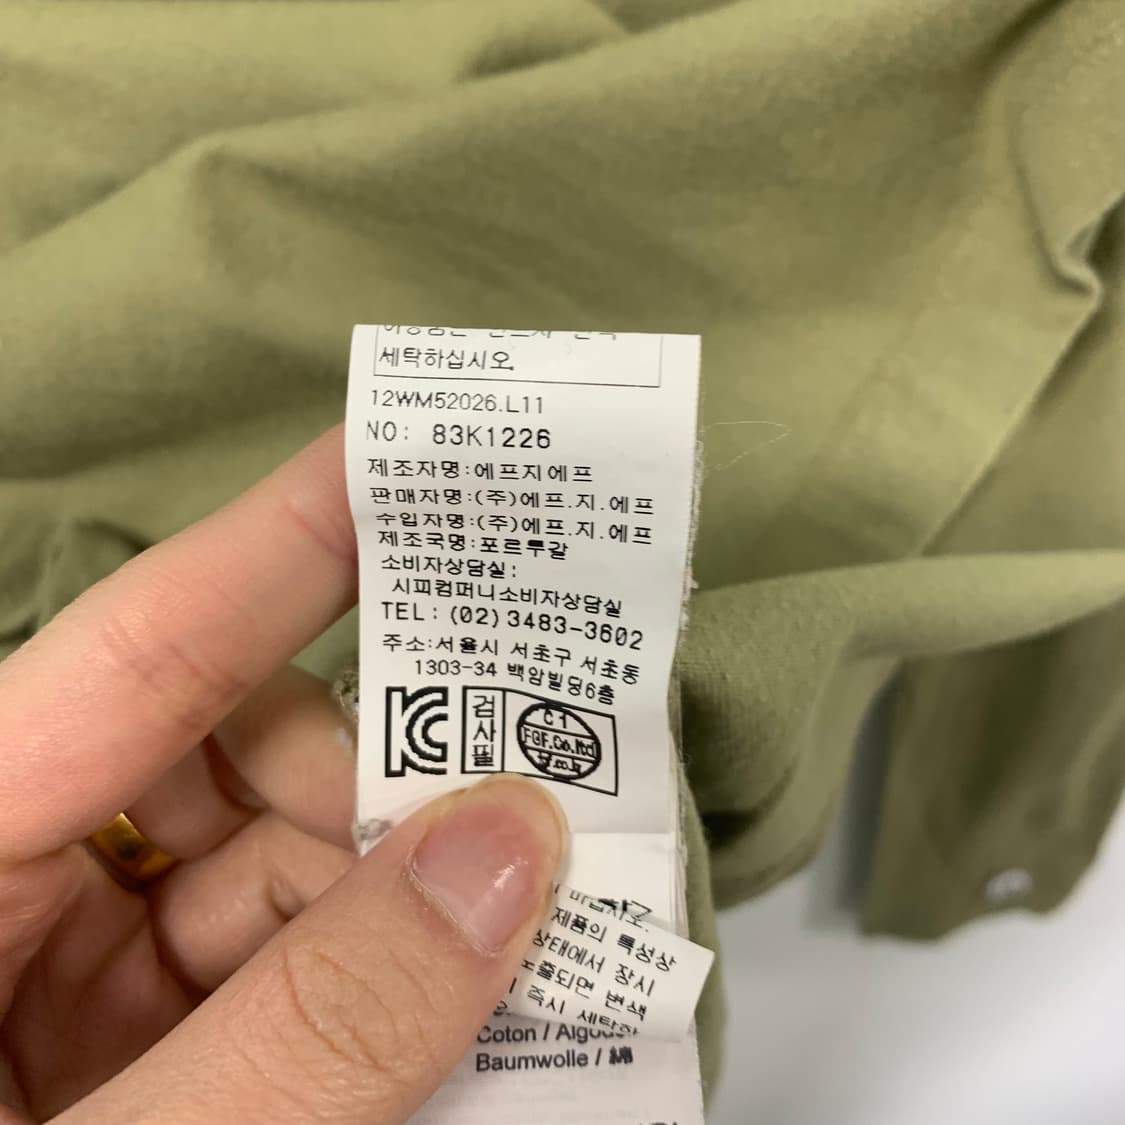 세탁하십시오.
12WM52026.L11
NO: 83K1226
제조자명:에프지에프
판매자명:(주)에프.지.에프
수입자명:(주)에프.지.에프
제조국명:포르투갈
소비자상담실:
시피컴퍼니소비자상담실
TEL: (02)3483-3602
주소:서울시 서초구 서초동
1303-34 백암빌딩6층
KC
검사필
C1
FGF.Co.ltd
제품의 특성상
상태에서 장시
노출되면 변색
즉시 세탁하
Coton / Algodo
Baumwolle / 綿